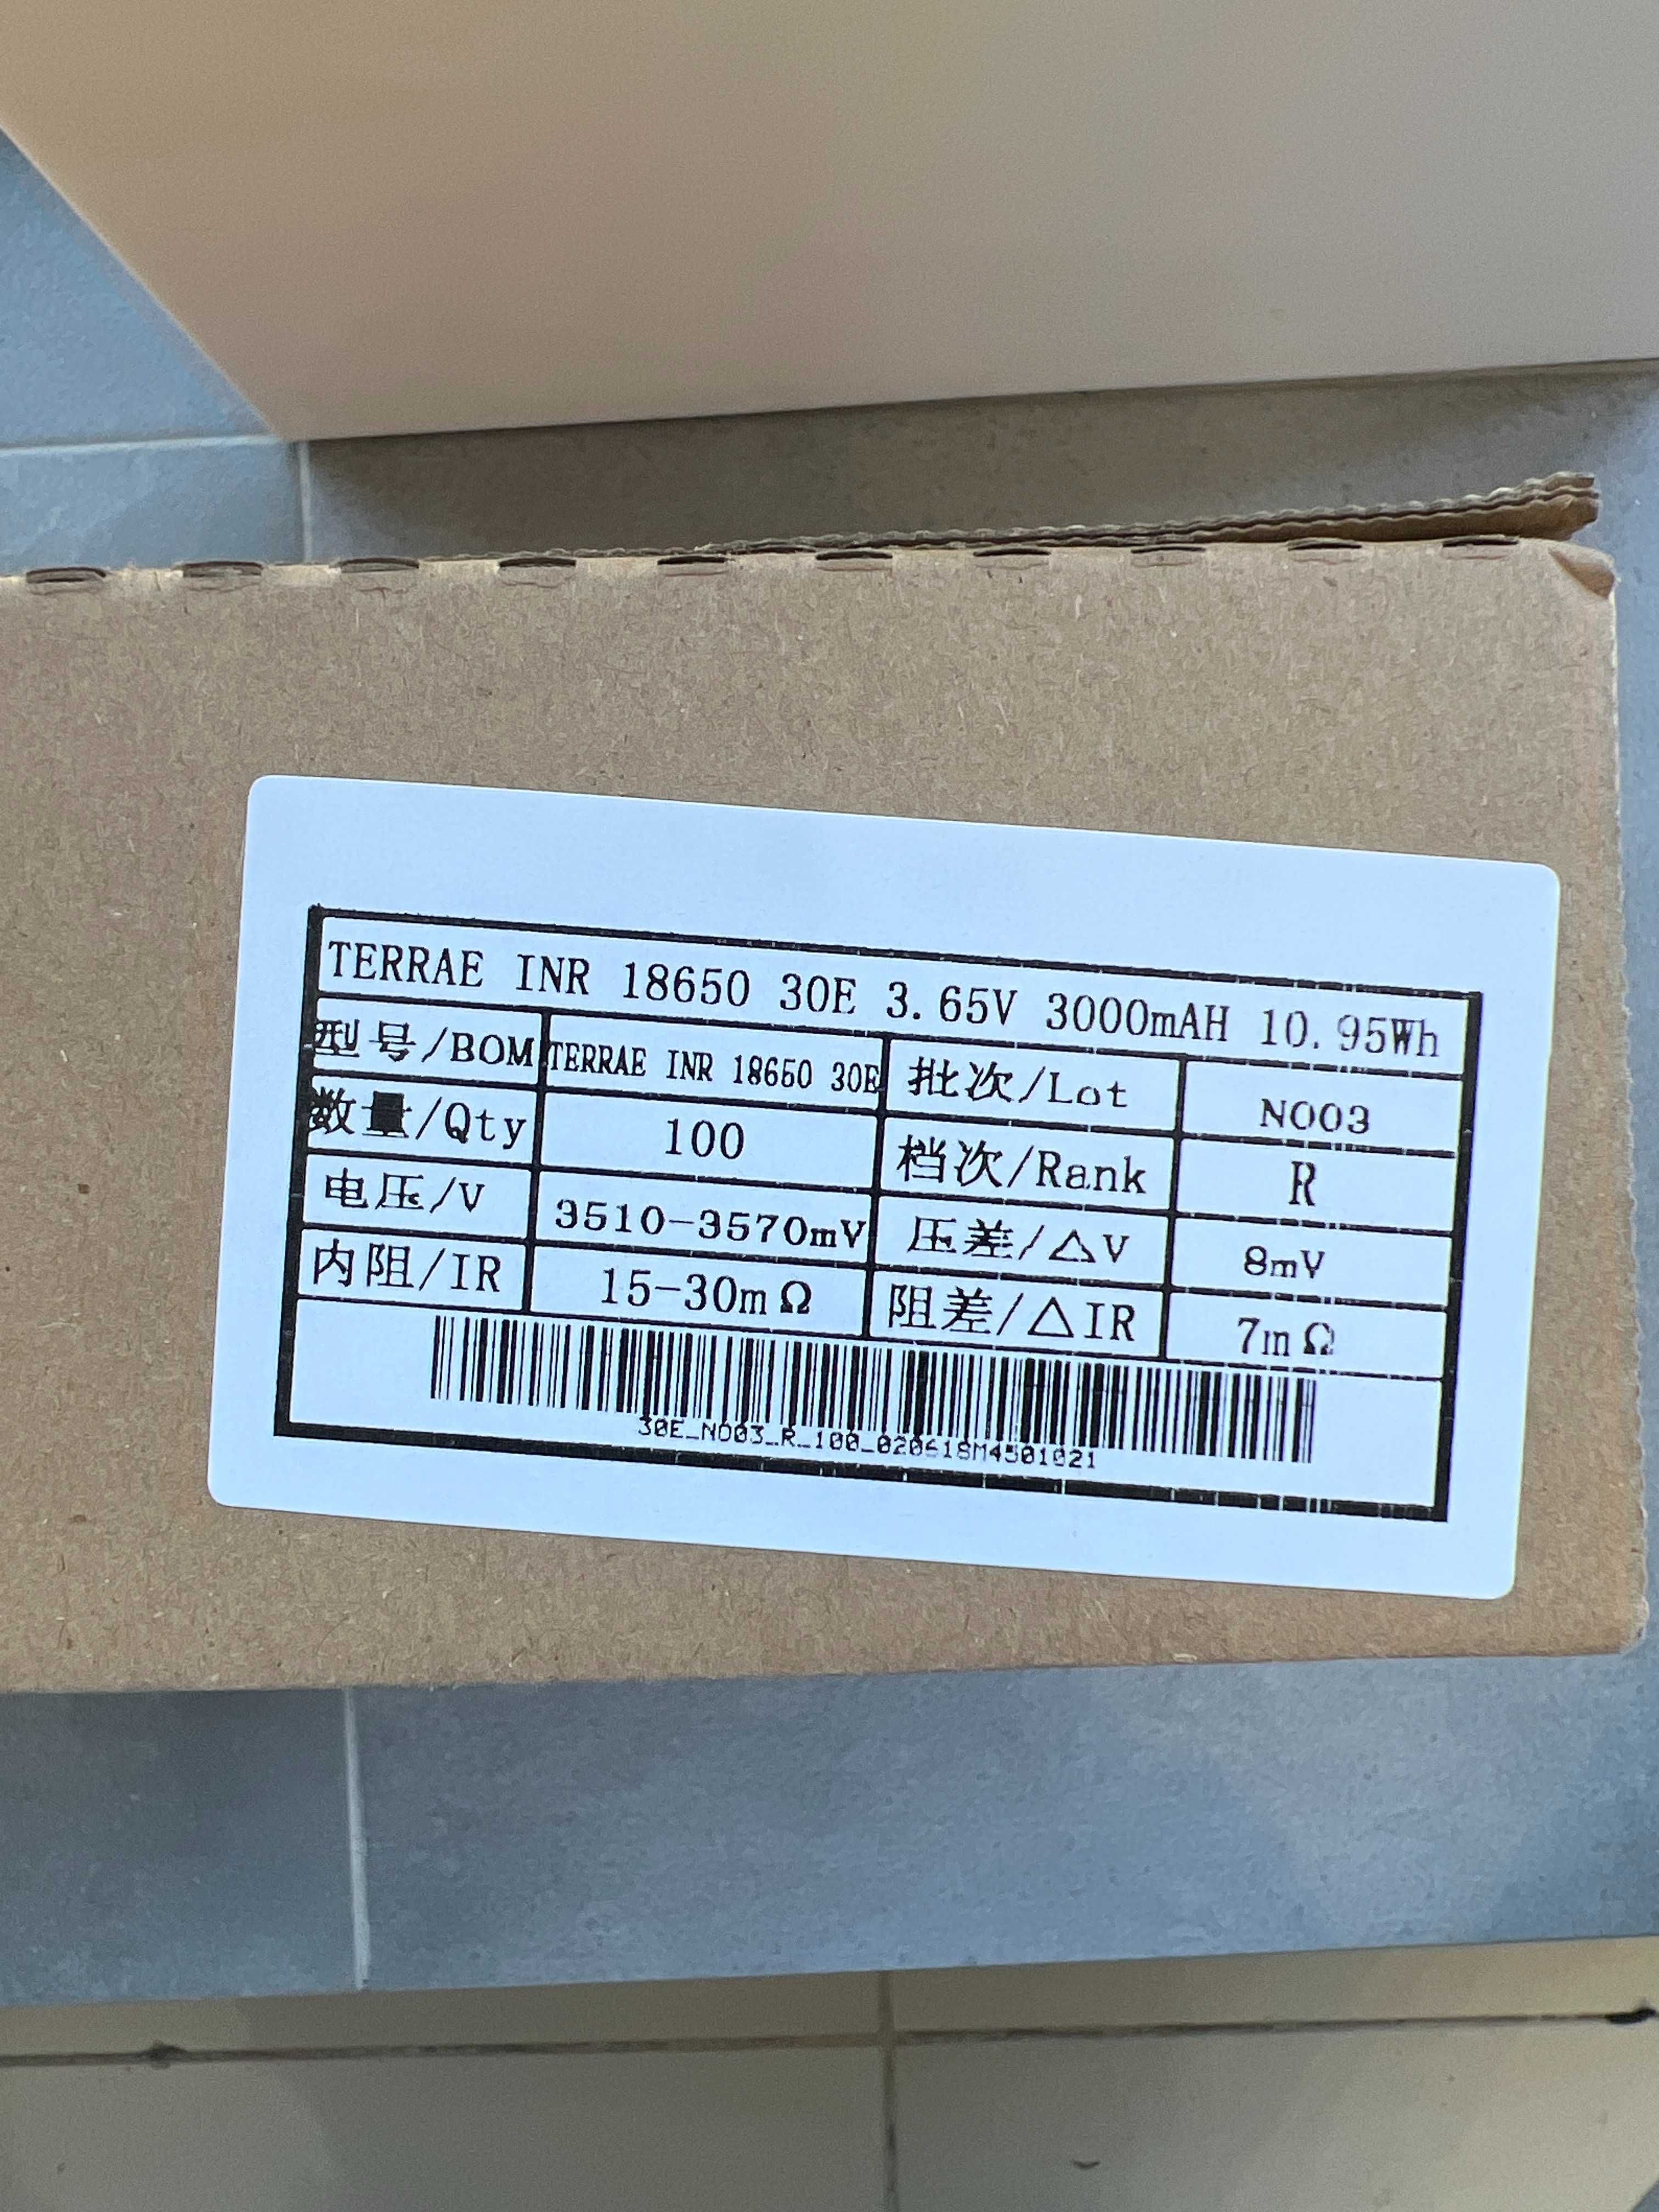 TERRAE INR 18650 30E 3.65V 3000mAH 10.95Wh
型号/BOM TERRAE INR 18650 30E 批次/Lot NO03
数量/Qty 100 档次/Rank R
电压/V 3510-3570mV 压差/△V 8mV
内阻/IR 15-30mΩ 阻差/△IR 7mΩ
30E_NO03_R_100_020618M4501021